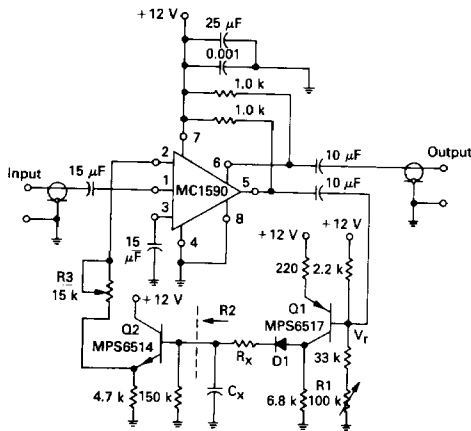 +12 V
25 µF
0.001
1.0 k
1.0 k
7
2
6
10 µF
Output
Input
15 µF
1
MC1590
5
10 µF
3
8
4
15
µF
+12 V
+12 V
R3
15 k
+12 V
R2
220
Q1
2.2 k
Q2
MPS6514
MPS6517
Vr
Rx
D1
33 k
4.7 k
150 k
Cx
6.8 k
R1
100 k